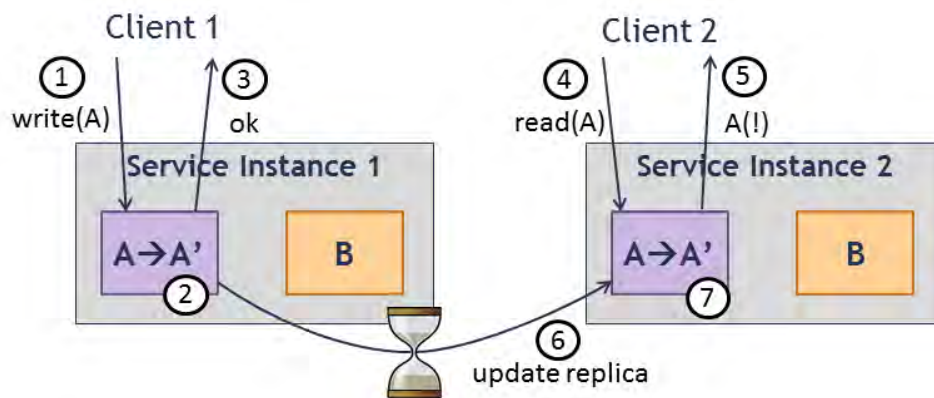 Client 1
Client 2
1
3
4
5
write(A)
ok
read(A)
A(!)
Service Instance 1
Service Instance 2
A→A’
B
A→A’
B
2
7
6
update replica